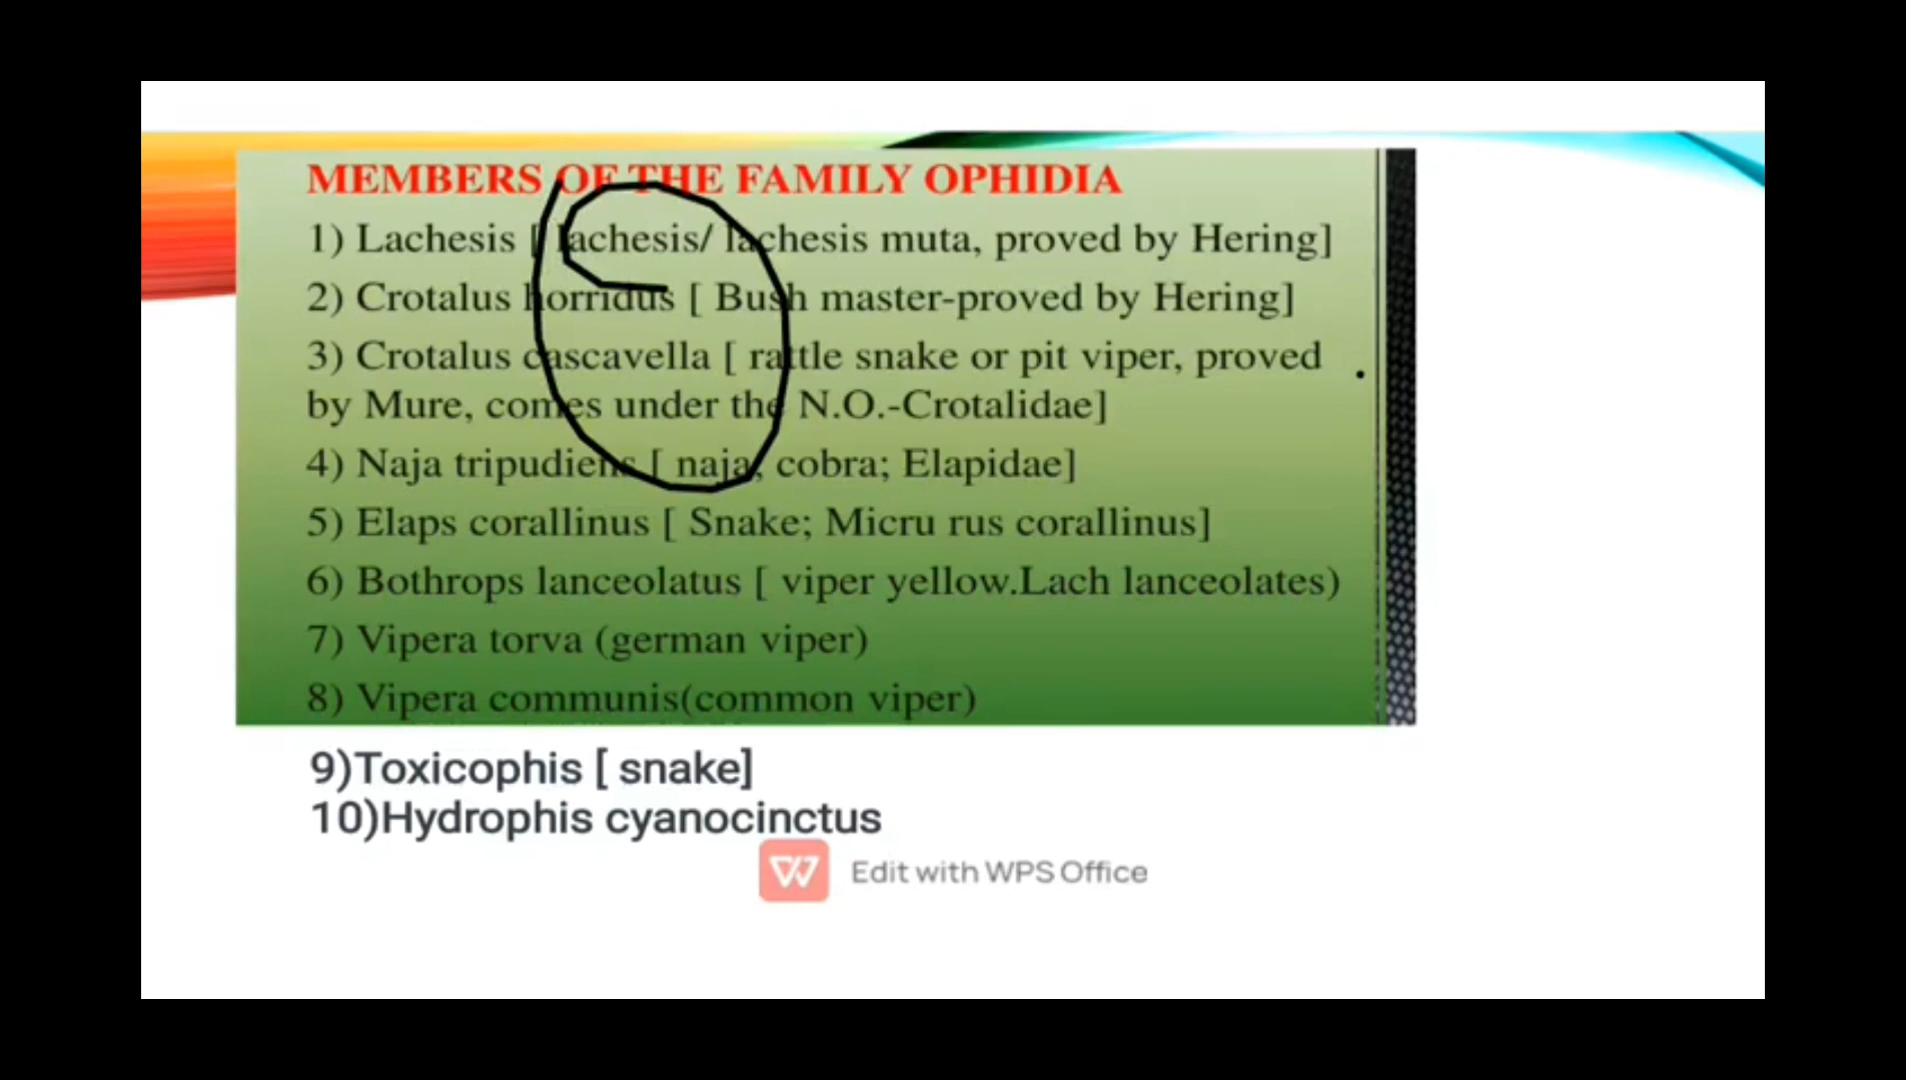 MEMBERS OF THE FAMILY OPHIDIA
1) Lachesis [ lachesis/ lachesis muta, proved by Hering]
2) Crotalus horridus [ Bush master-proved by Hering]
3) Crotalus cascavella [ rattle snake or pit viper, proved
by Mure, comes under the N.O.-Crotalidae]
4) Naja tripudiens [ naja; cobra; Elapidae]
5) Elaps corallinus [ Snake; Micru rus corallinus]
6) Bothrops lanceolatus [ viper yellow.Lach lanceolates)
7) Vipera torva (german viper)
8) Vipera communis(common viper)
9)Toxicophis [ snake]
10)Hydrophis cyanocinctus
Edit with WPS Office